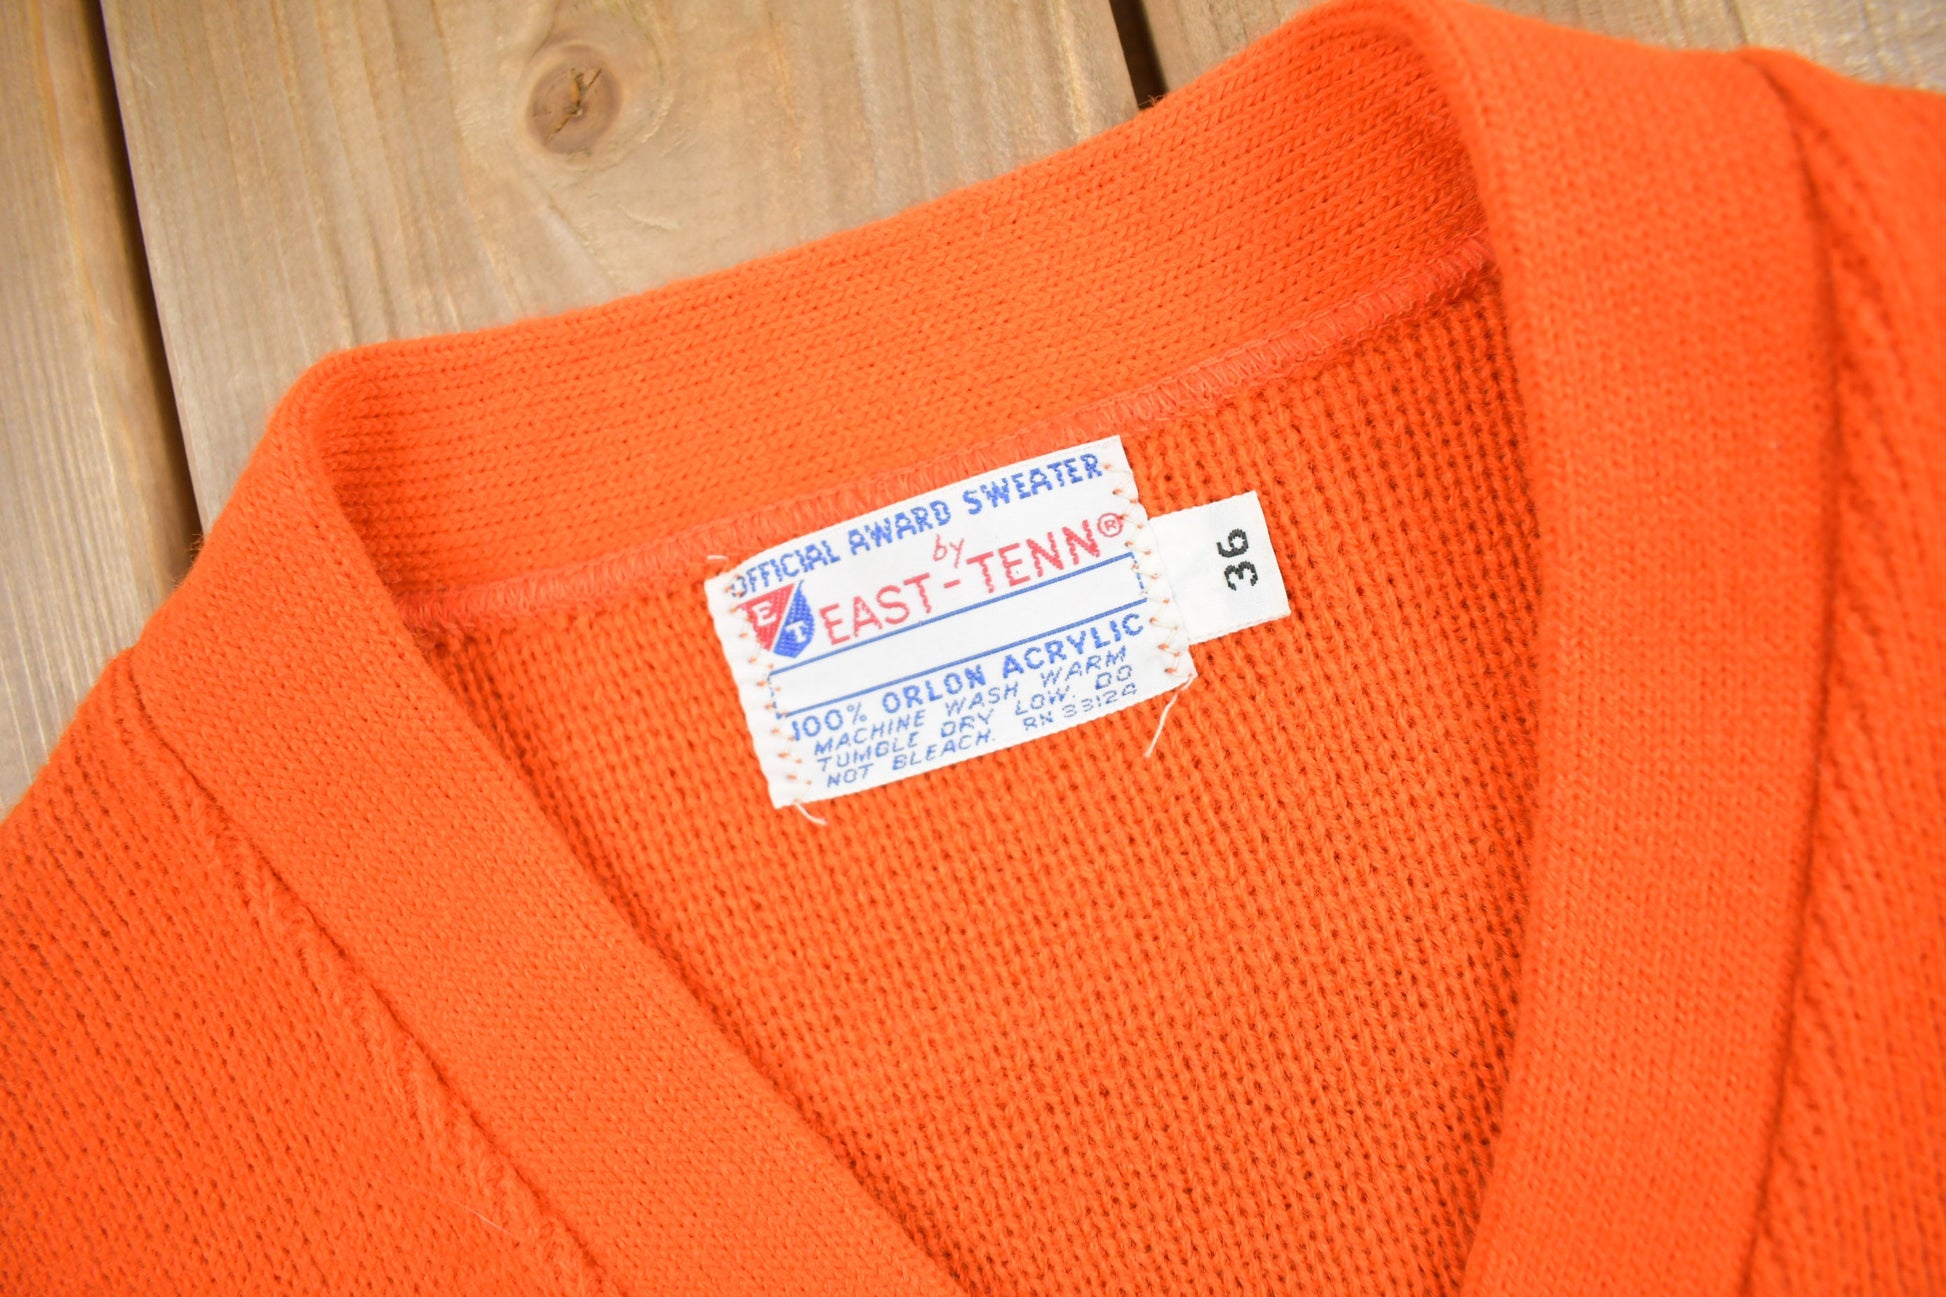 OFFICIAL AWARD SWEATER
by
ET EAST-TENN®
100% ORLON ACRYLIC
MACHINE WASH WARM
TUMBLE DRY LOW. DO
NOT BLEACH. RN 33124
36